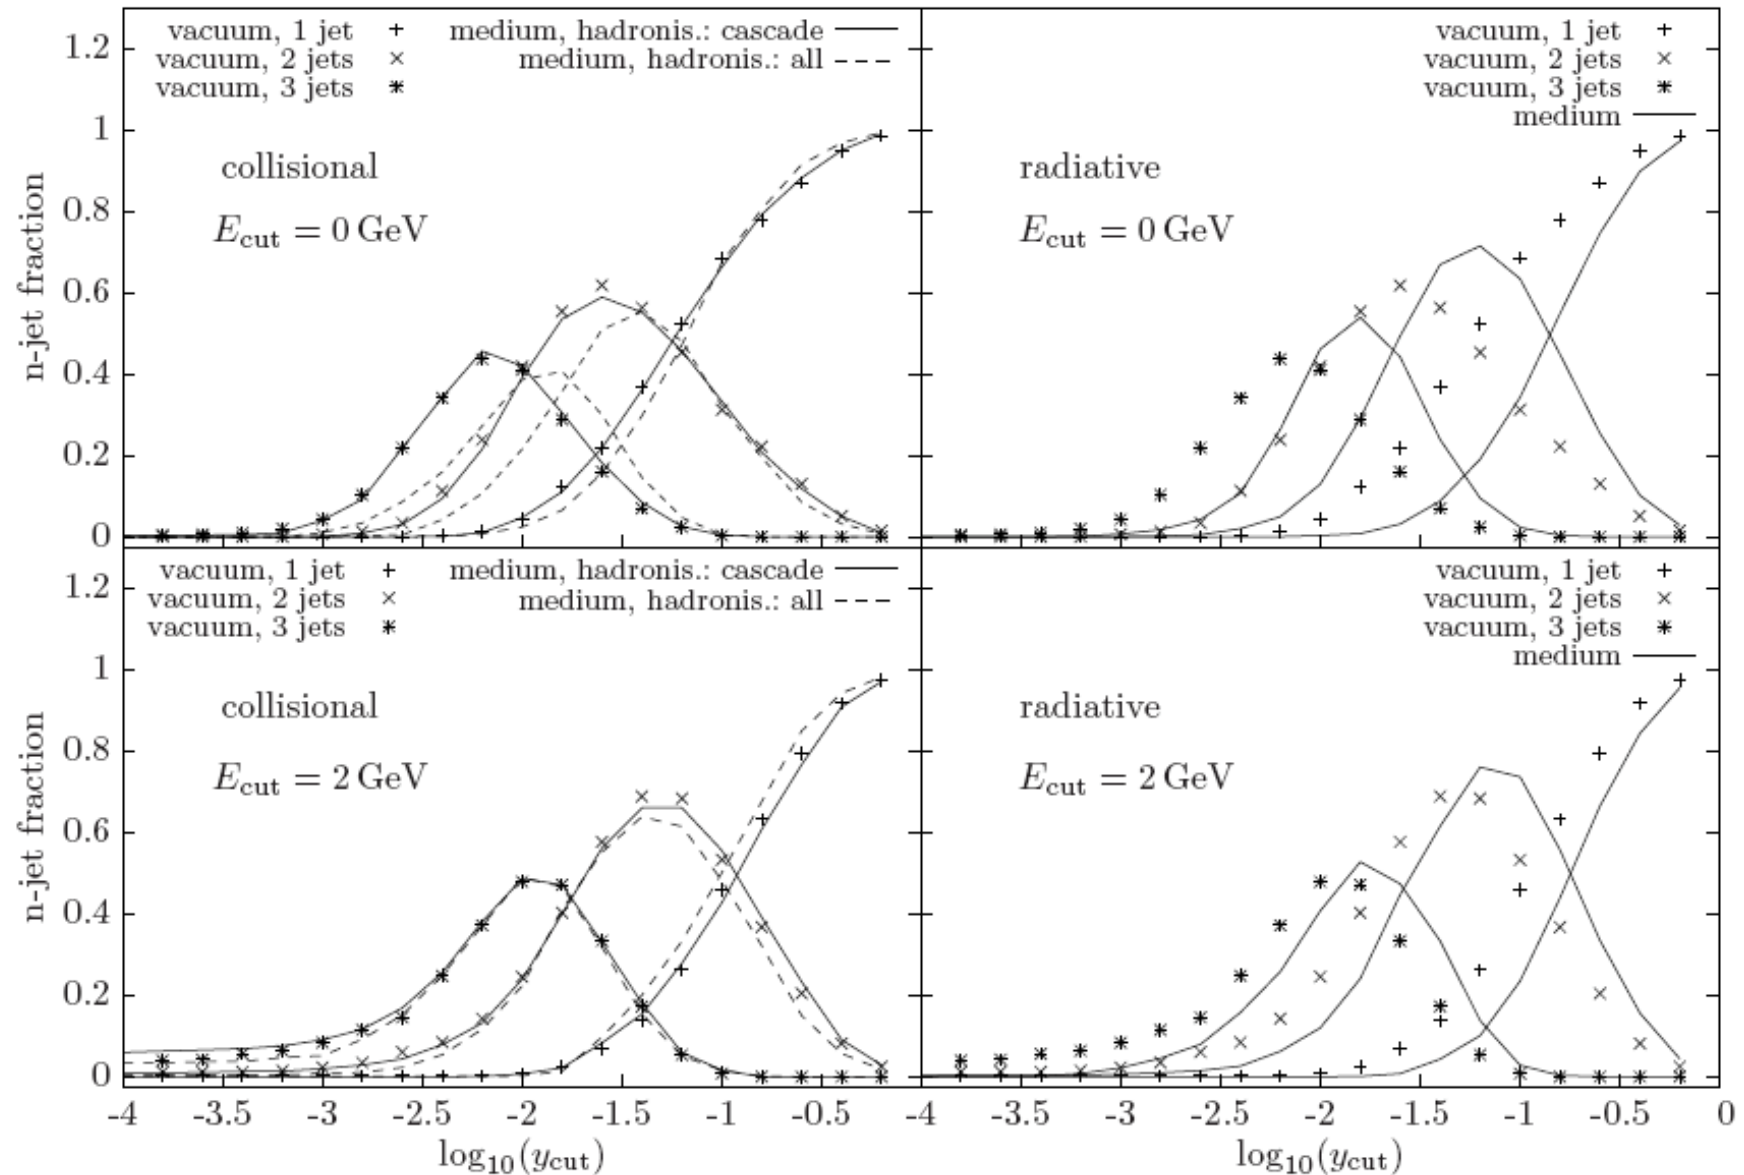 vacuum, 1 jet + medium, hadronis.: cascade
vacuum, 2 jets × medium, hadronis.: all
vacuum, 3 jets *
collisional
E_cut = 0 GeV
n-jet fraction
1.2
1
0.8
0.6
0.4
0.2
0
vacuum, 1 jet +
vacuum, 2 jets ×
vacuum, 3 jets *
medium
radiative
E_cut = 0 GeV
vacuum, 1 jet + medium, hadronis.: cascade
vacuum, 2 jets × medium, hadronis.: all
vacuum, 3 jets *
collisional
E_cut = 2 GeV
n-jet fraction
1.2
1
0.8
0.6
0.4
0.2
0
vacuum, 1 jet +
vacuum, 2 jets ×
vacuum, 3 jets *
medium
radiative
E_cut = 2 GeV
-4 -3.5 -3 -2.5 -2 -1.5 -1 -0.5 -4 -3.5 -3 -2.5 -2 -1.5 -1 -0.5 0
log₁₀(y_cut) log₁₀(y_cut)